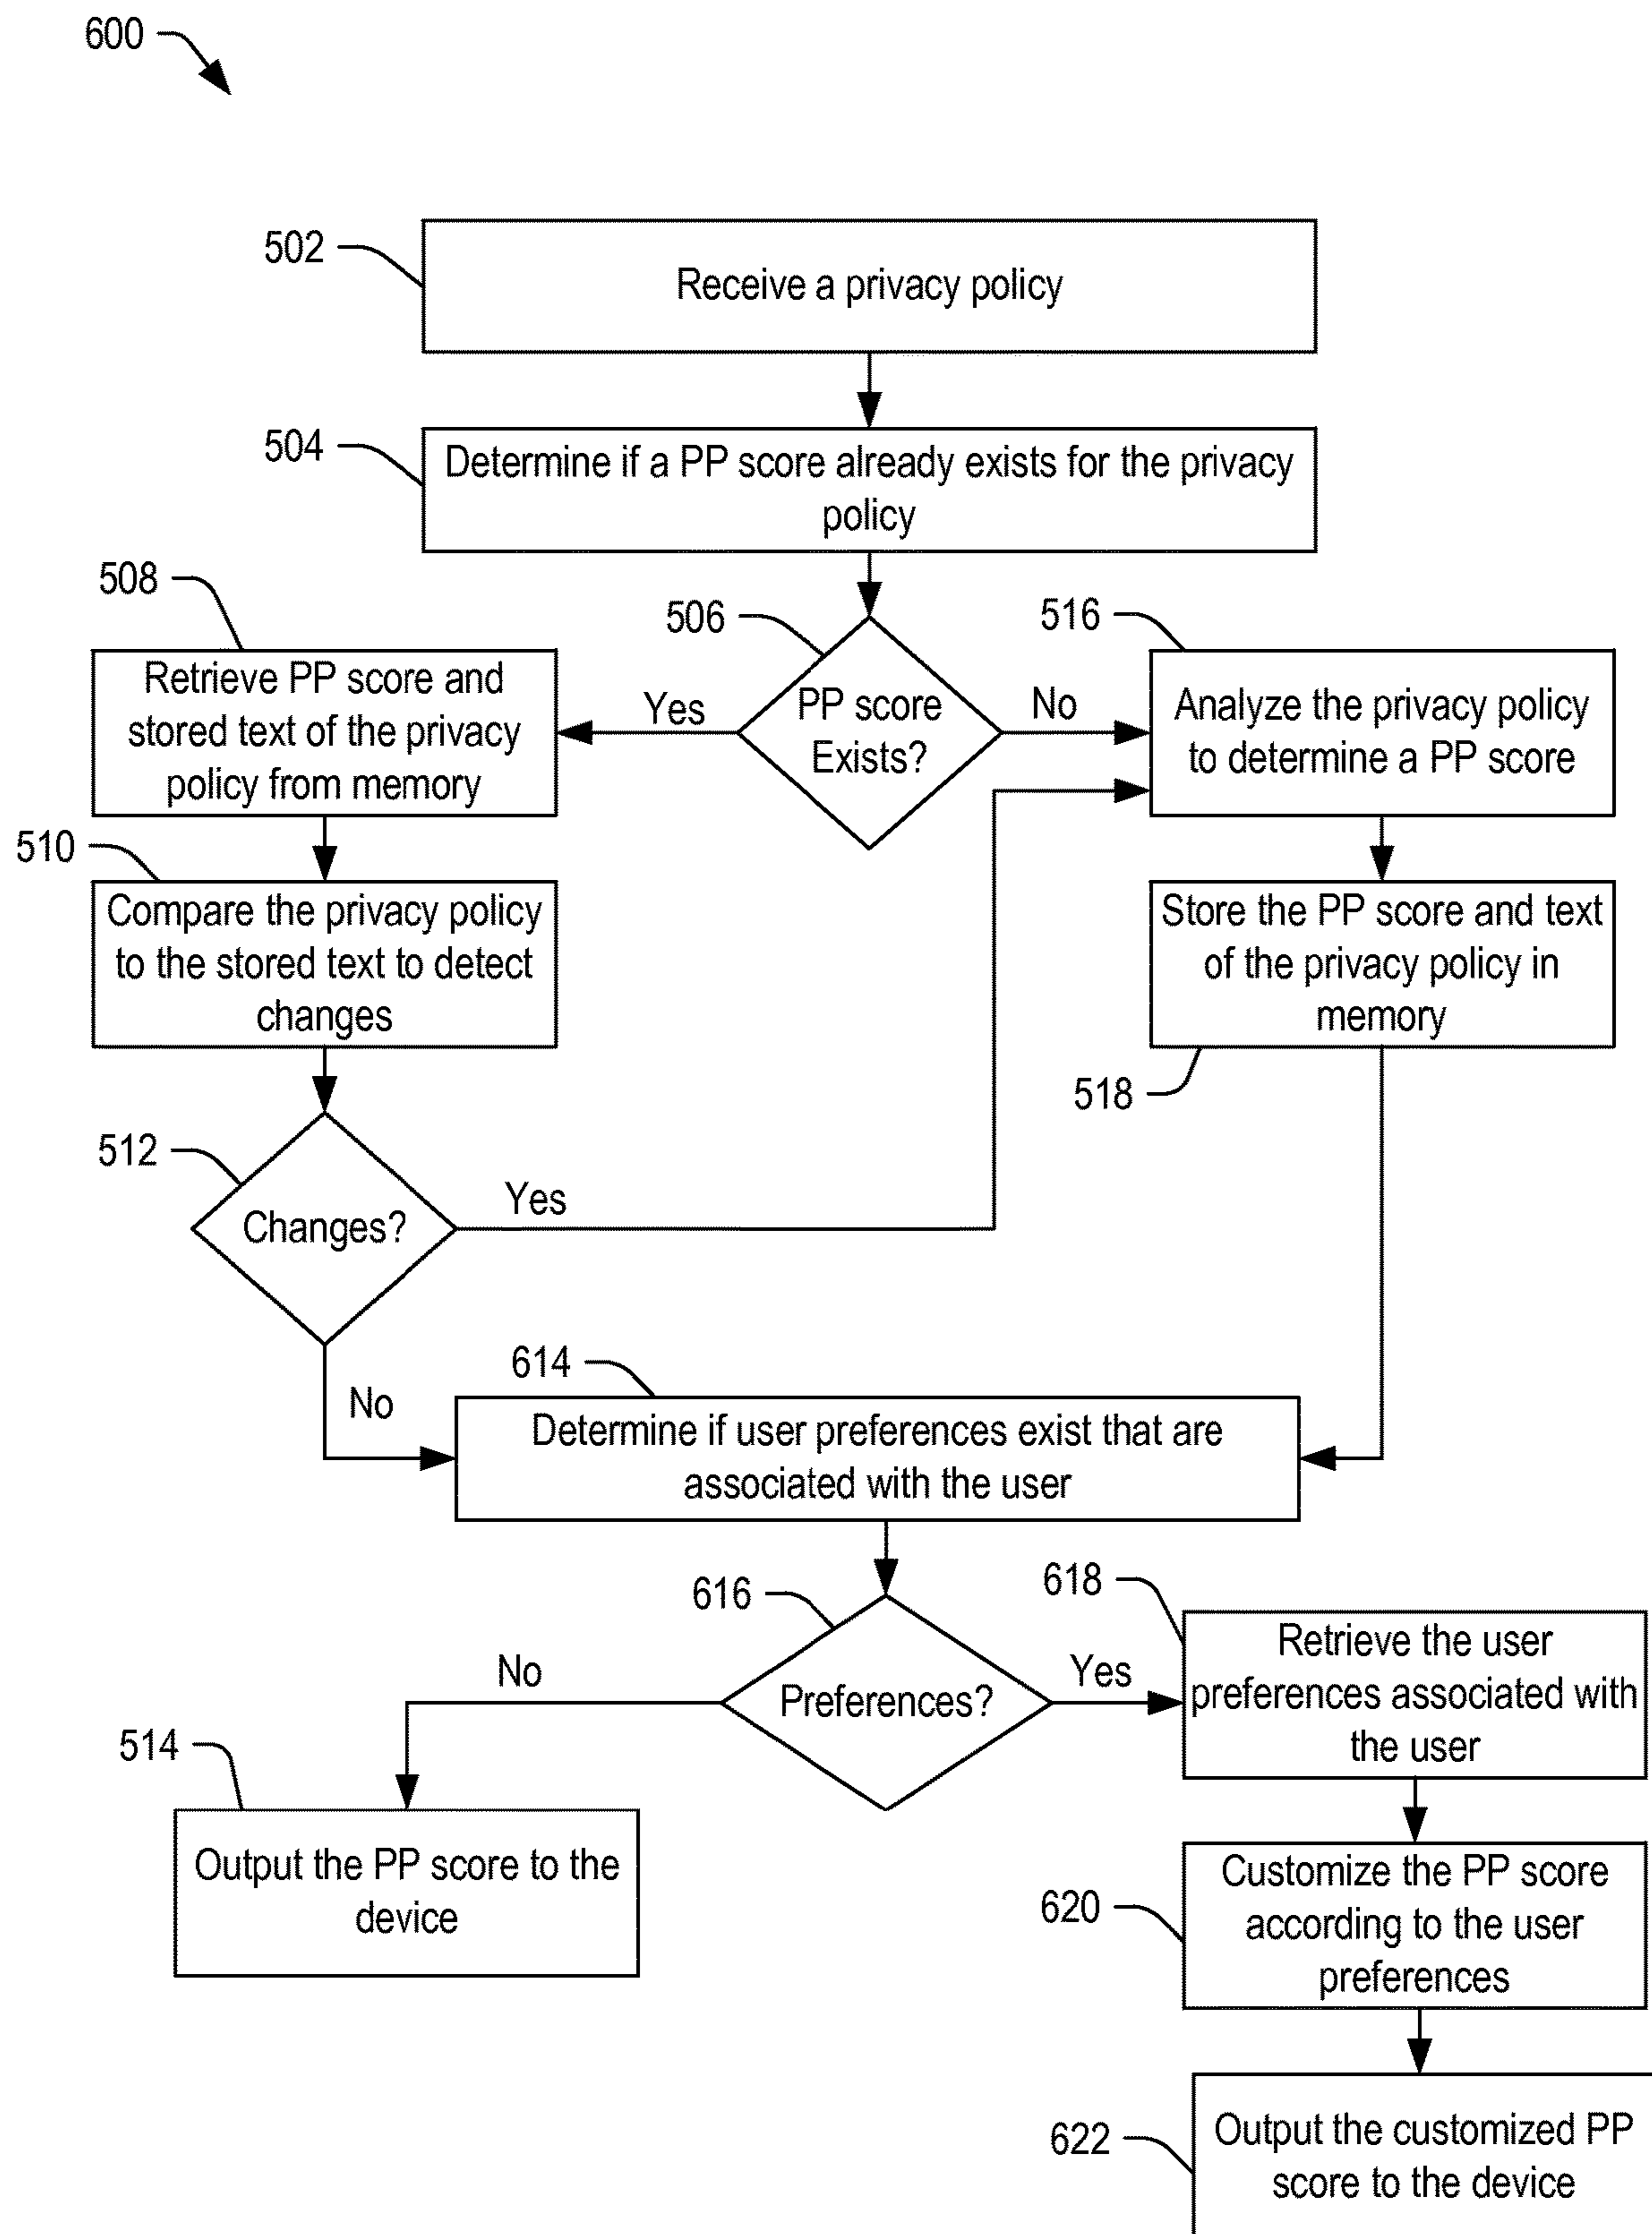 600
502
Receive a privacy policy
504
Determine if a PP score already exists for the privacy
policy
508
506
516
Retrieve PP score and
stored text of the privacy
policy from memory
Yes
PP score
Exists?
No
Analyze the privacy policy
to determine a PP score
510
Compare the privacy policy
to the stored text to detect
changes
Store the PP score and text
of the privacy policy in
memory
518
512
Changes?
Yes
No
614
Determine if user preferences exist that are
associated with the user
616
618
No
Preferences?
Yes
Retrieve the user
preferences associated with
the user
514
Output the PP score to the
device
620
Customize the PP score
according to the user
preferences
622
Output the customized PP
score to the device